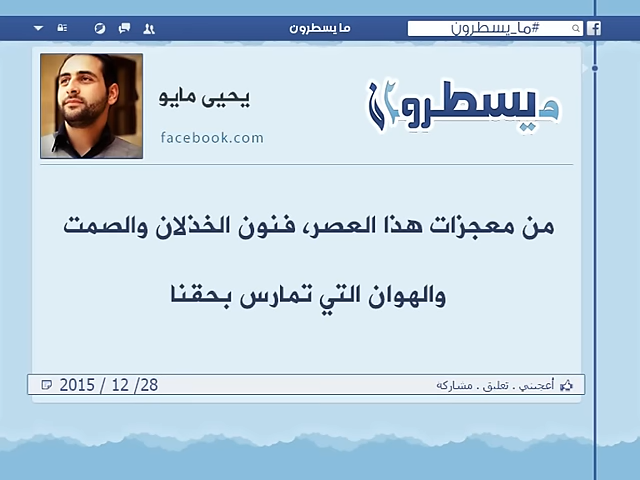 #ما_يسطرون
ما يسطرون
ما يسطرون
يحيى مايو
facebook.com
من معجزات هذا العصر، فنون الخذلان والصمت
والهوان التي تمارس بحقنا
أعجبني . تعليق . مشاركه
2015 / 12 /28